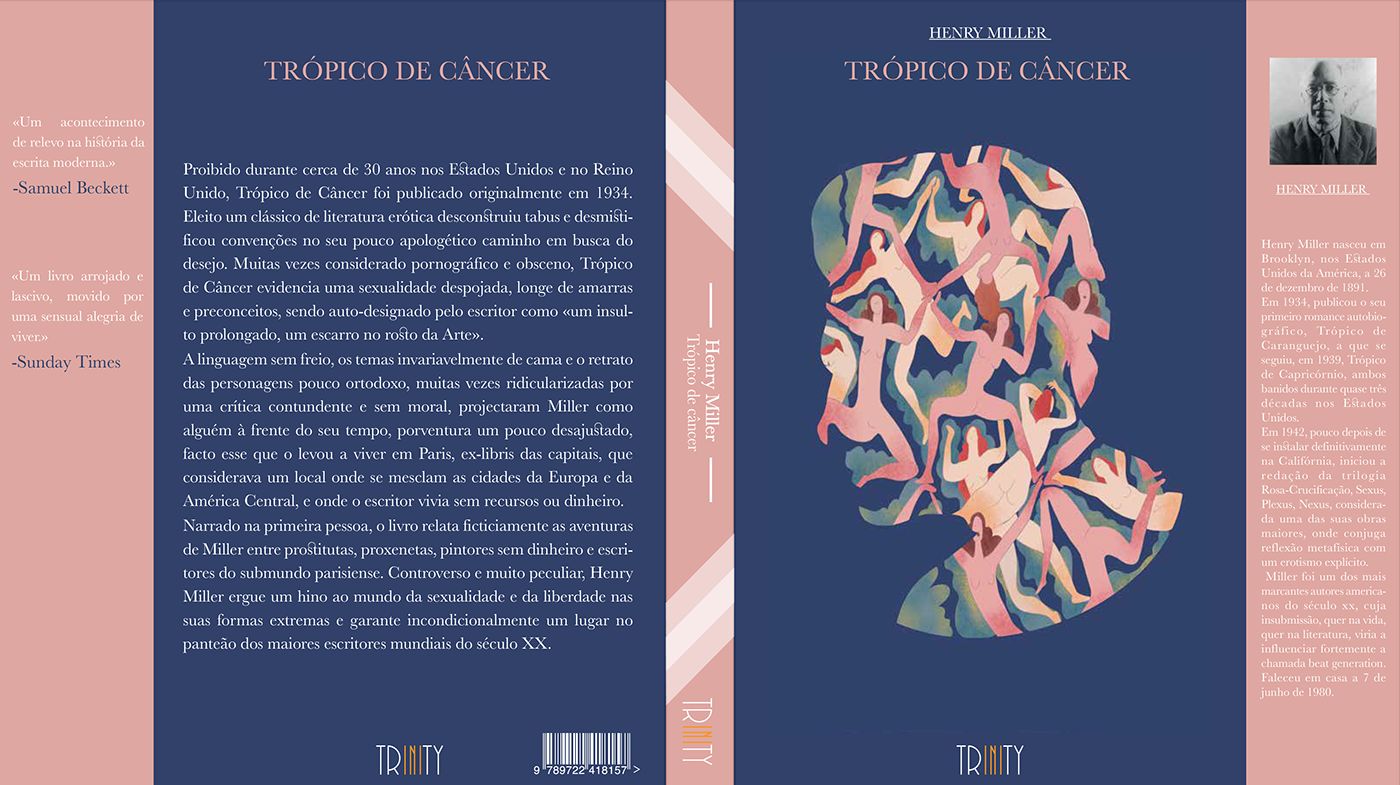 «Um acontecimento
de relevo na história da
escrita moderna.»
-Samuel Beckett
«Um livro arrojado e
lascivo, movido por
uma sensual alegria de
viver.»
-Sunday Times
TRÓPICO DE CÂNCER
Proibido durante cerca de 30 anos nos Estados Unidos e no Reino
Unido, Trópico de Câncer foi publicado originalmente em 1934.
Eleito um clássico de literatura erótica desconstruiu tabus e desmisti-
ficou convenções no seu pouco apologético caminho em busca do
desejo. Muitas vezes considerado pornográfico e obsceno, Trópico
de Câncer evidencia uma sexualidade despojada, longe de amarras
e preconceitos, sendo auto-designado pelo escritor como «um insul-
to prolongado, um escarro no rosto da Arte».
A linguagem sem freio, os temas invariavelmente de cama e o retrato
das personagens pouco ortodoxo, muitas vezes ridicularizadas por
uma crítica contundente e sem moral, projectaram Miller como
alguém à frente do seu tempo, porventura um pouco desajustado,
facto esse que o levou a viver em Paris, ex-libris das capitais, que
considerava um local onde se mesclam as cidades da Europa e da
América Central, e onde o escritor vivia sem recursos ou dinheiro.
Narrado na primeira pessoa, o livro relata ficticiamente as aventuras
de Miller entre prostitutas, proxenetas, pintores sem dinheiro e escri-
tores do submundo parisiense. Controverso e muito peculiar, Henry
Miller ergue um hino ao mundo da sexualidade e da liberdade nas
suas formas extremas e garante incondicionalmente um lugar no
panteão dos maiores escritores mundiais do século XX.
TRINITY
9 789722 418157 >
Henry Miller
Trópico de câncer
TRINITY
HENRY MILLER
TRÓPICO DE CÂNCER
TRINITY
HENRY MILLER
Henry Miller nasceu em
Brooklyn, nos Estados
Unidos da América, a 26
de dezembro de 1891.
Em 1934, publicou o seu
primeiro romance autobio-
gráfico, Trópico de
Caranguejo, a que se
seguiu, em 1939, Trópico
de Capricórnio, ambos
banidos durante quase três
décadas nos Estados
Unidos.
Em 1942, pouco depois de
se instalar definitivamente
na Califórnia, iniciou a
redação da trilogia
Rosa-Crucificação, Sexus,
Plexus, Nexus, considera-
da uma das suas obras
maiores, onde conjuga
reflexão metafísica com
um erotismo explícito.
Miller foi um dos mais
marcantes autores america-
nos do século xx, cuja
insubmissão, quer na vida,
quer na literatura, viria a
influenciar fortemente a
chamada beat generation.
Faleceu em casa a 7 de
junho de 1980.